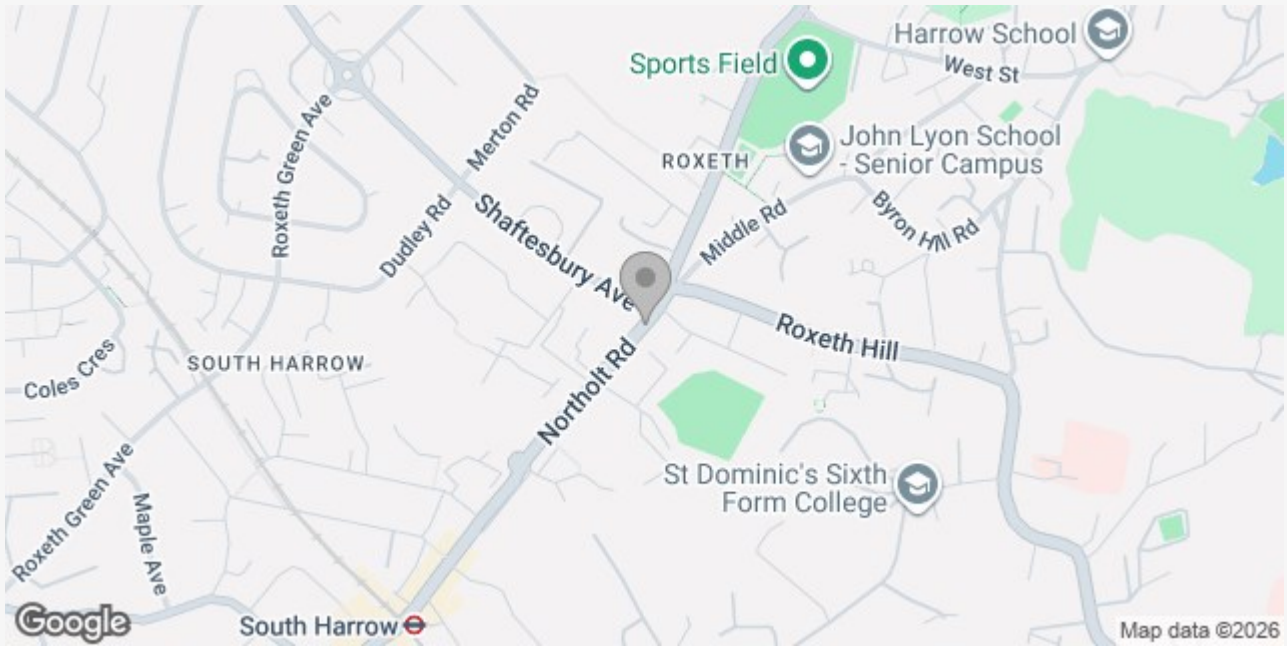 Harrow School
Sports Field
West St
Roxeth Green Ave
Merton Rd
John Lyon School
- Senior Campus
ROXETH
Dudley Rd
Shaftesbury Ave
Middle Rd
Byron Hill Rd
Roxeth Hill
SOUTH HARROW
Coles Cres
Northolt Rd
St Dominic's Sixth
Form College
Roxeth Green Ave
Maple Ave
Google
South Harrow
Map data ©2026